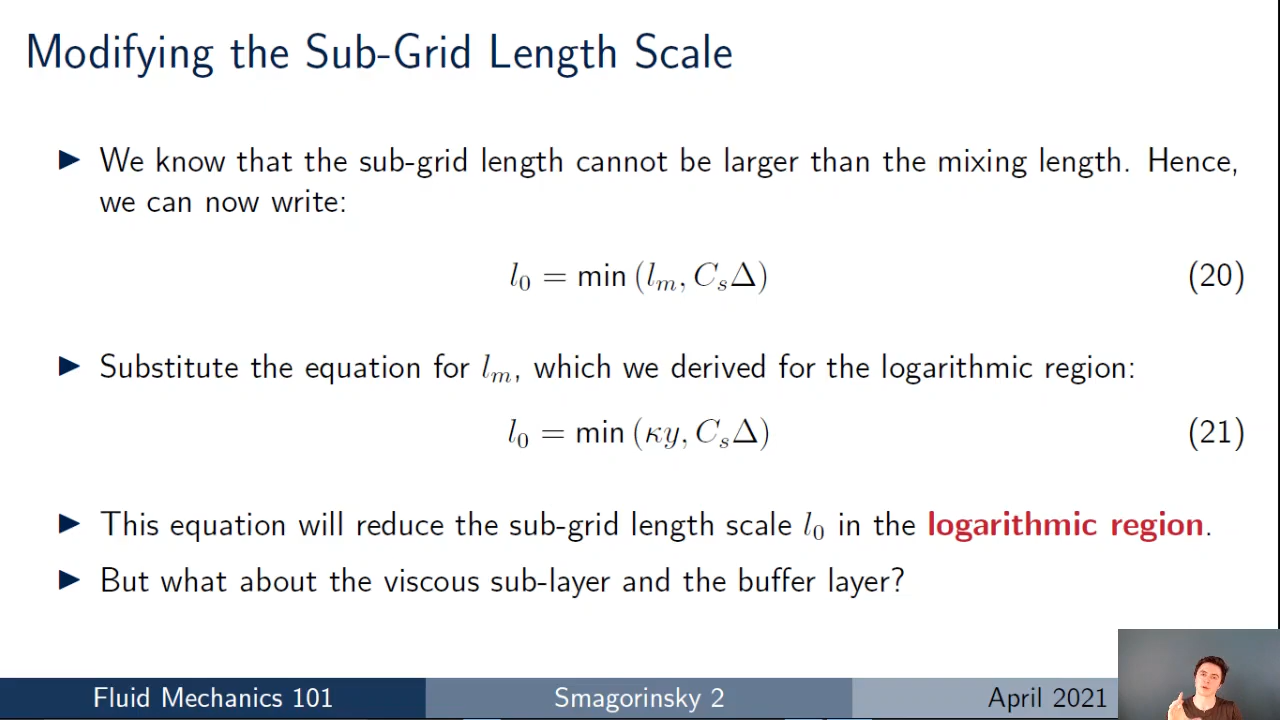 Modifying the Sub-Grid Length Scale
▶ We know that the sub-grid length cannot be larger than the mixing length. Hence,
we can now write:
l₀ = min (lₘ, CₛΔ) (20)
▶ Substitute the equation for lₘ, which we derived for the logarithmic region:
l₀ = min (κy, CₛΔ) (21)
▶ This equation will reduce the sub-grid length scale l₀ in the logarithmic region.
▶ But what about the viscous sub-layer and the buffer layer?
Fluid Mechanics 101 Smagorinsky 2 April 2021